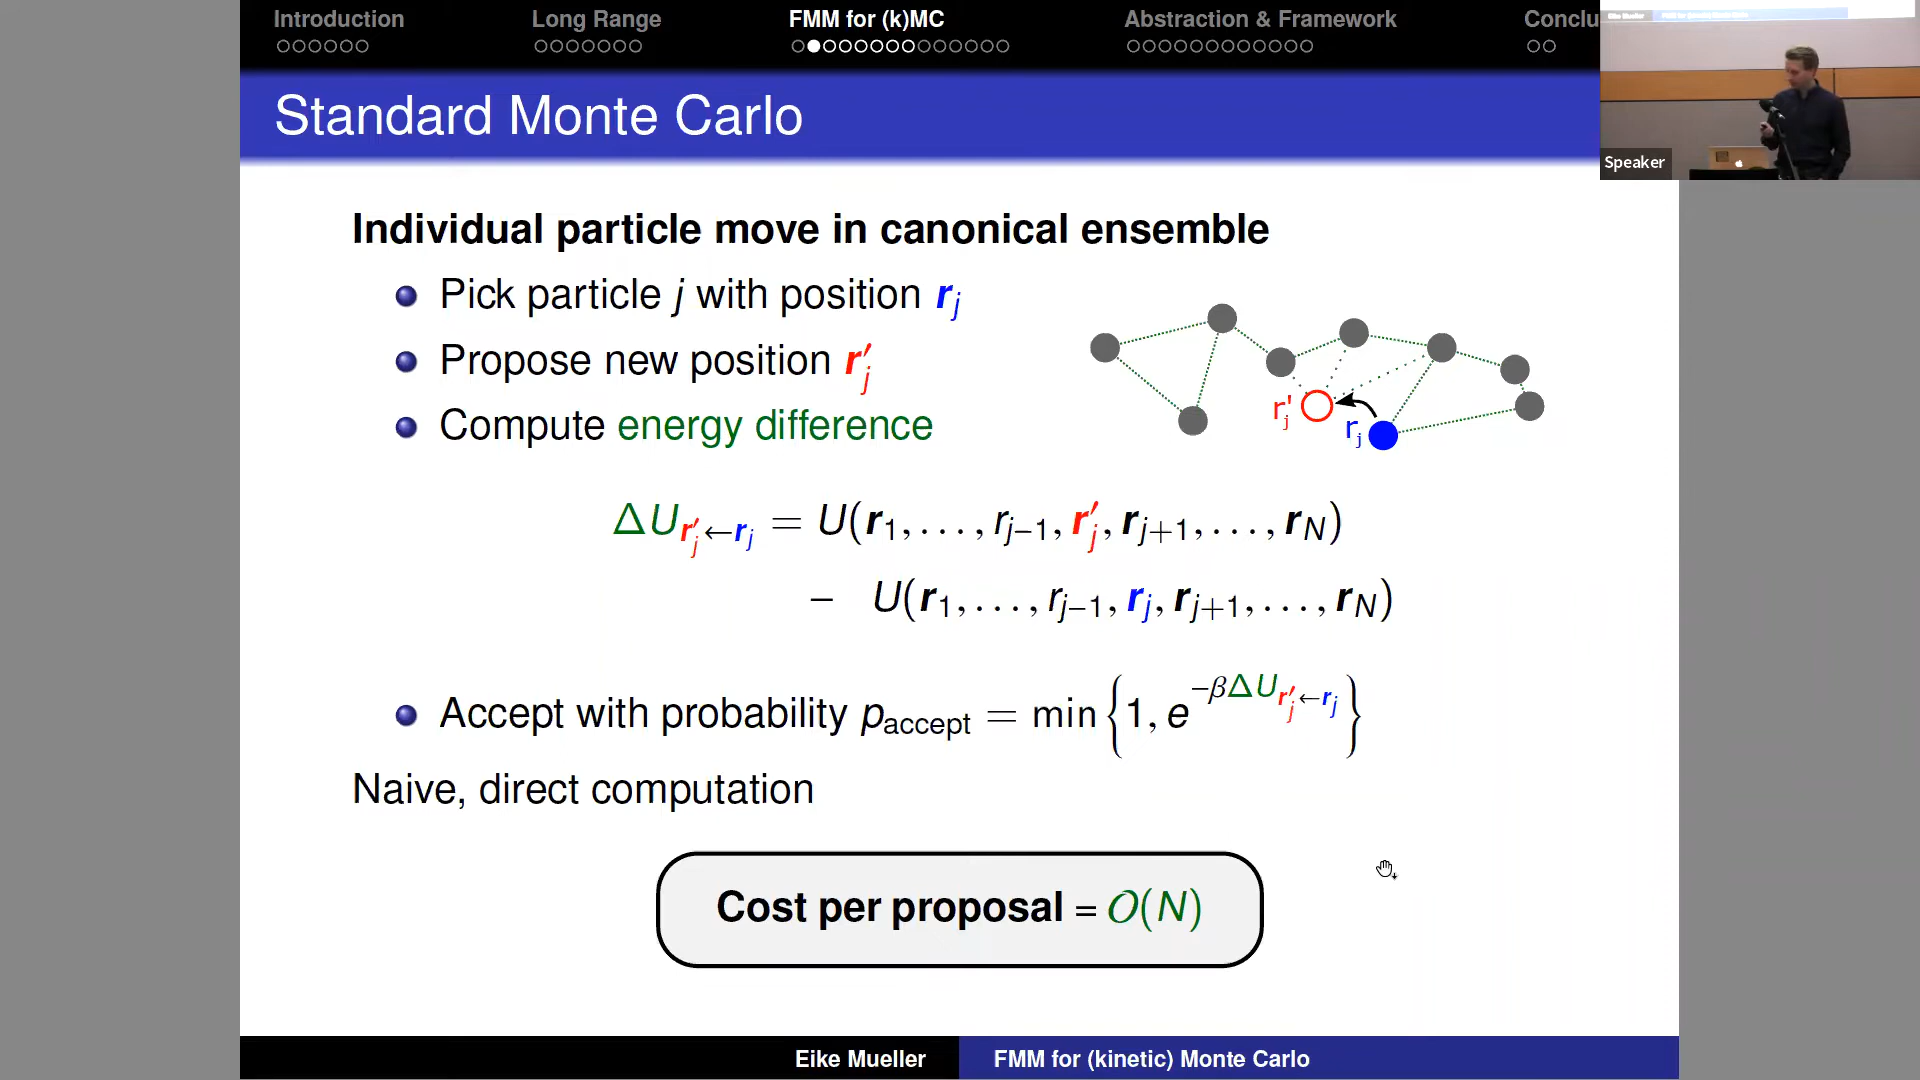 Introduction Long Range FMM for (k)MC Abstraction & Framework Conclu
Standard Monte Carlo
Speaker
Individual particle move in canonical ensemble
Pick particle j with position r_j
Propose new position r′_j
Compute energy difference
r'_j
r_j
ΔU_{r′_j←r_j} = U(r_1, . . . , r_{j−1}, r′_j, r_{j+1}, . . . , r_N)
− U(r_1, . . . , r_{j−1}, r_j, r_{j+1}, . . . , r_N)
Accept with probability p_accept = min {1, e^{−βΔU_{r′_j←r_j}}}
Naive, direct computation
Cost per proposal = O(N)
Eike Mueller FMM for (kinetic) Monte Carlo